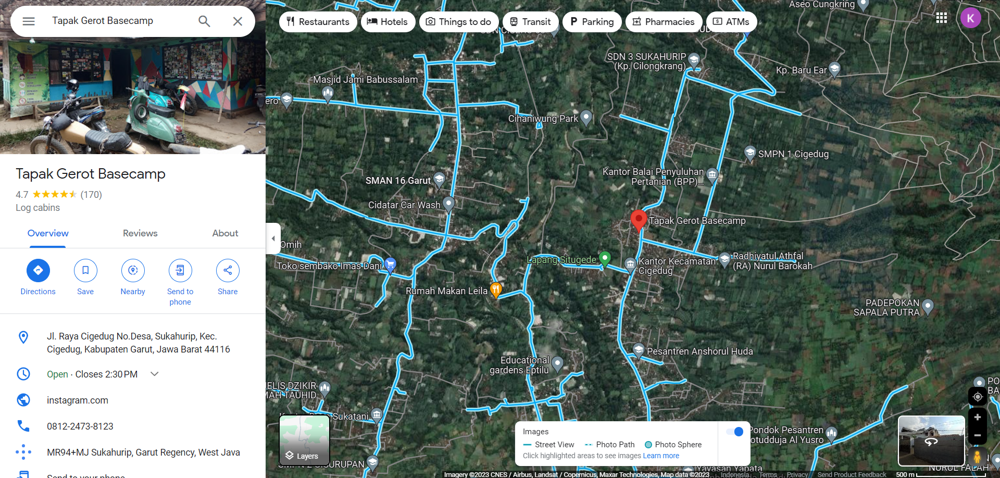 Tapak Gerot Basecamp
Tapak Gerot Basecamp
4.7 (170)
Log cabins
Overview
Reviews
About
Directions
Save
Nearby
Send to
phone
Share
Jl. Raya Cigedug No.Desa, Sukahurip, Kec.
Cigedug, Kabupaten Garut, Jawa Barat 44116
Open · Closes 2:30 PM
instagram.com
0812-2473-8123
MR94+MJ Sukahurip, Garut Regency, West Java
Send to your phone
Restaurants
Hotels
Things to do
Transit
Parking
Pharmacies
ATMs
K
Aseo Cungkring
SDN 3 SUKAHURIP
(Kp. Cilongkrang)
Kp. Baru Ear
Masjid Jami Babussalam
ero
Cihaniwung Park
SMPN 1 Cigedug
Kantor Balai Penyuluhan
Pertanian (BPP)...
SMAN 16 Garut
Cidatar Car Wash
Tapak Gerot Basecamp
Omih
Toko sembako Imas Dani
Lapang Situgede
Kantor Kecamatan
Cigedug
Radhiyatul Athfal
(RA) Nurul Barokah
Rumah Makan Leila
PADEPOKAN
SAPALA PUTRA
Pesantren Anshorul Huda
Educational
gardens Eptilu
ELIS DZIKIR
MAH TAUHID
PO
BA
Sukatani
Pondok Pesantren
otudduja Al Yusro
SMPN 2 CISURUPAN
Yayasan Yapata
NURUL FALAH
Layers
Images
Street View
Photo Path
Photo Sphere
Click highlighted areas to see images Learn more
Imagery ©2023 CNES / Airbus, Landsat / Copernicus, Maxar Technologies, Map data ©2023
Indonesia
Terms
Privacy
Send Product Feedback
500 m